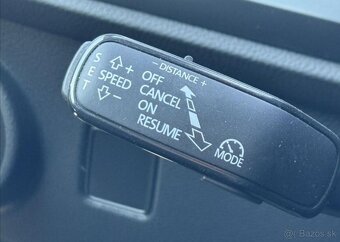 - DISTANCE +
SET
+
SPEED
-
OFF
CANCEL
ON
RESUME
MODE
© Bazos.sk